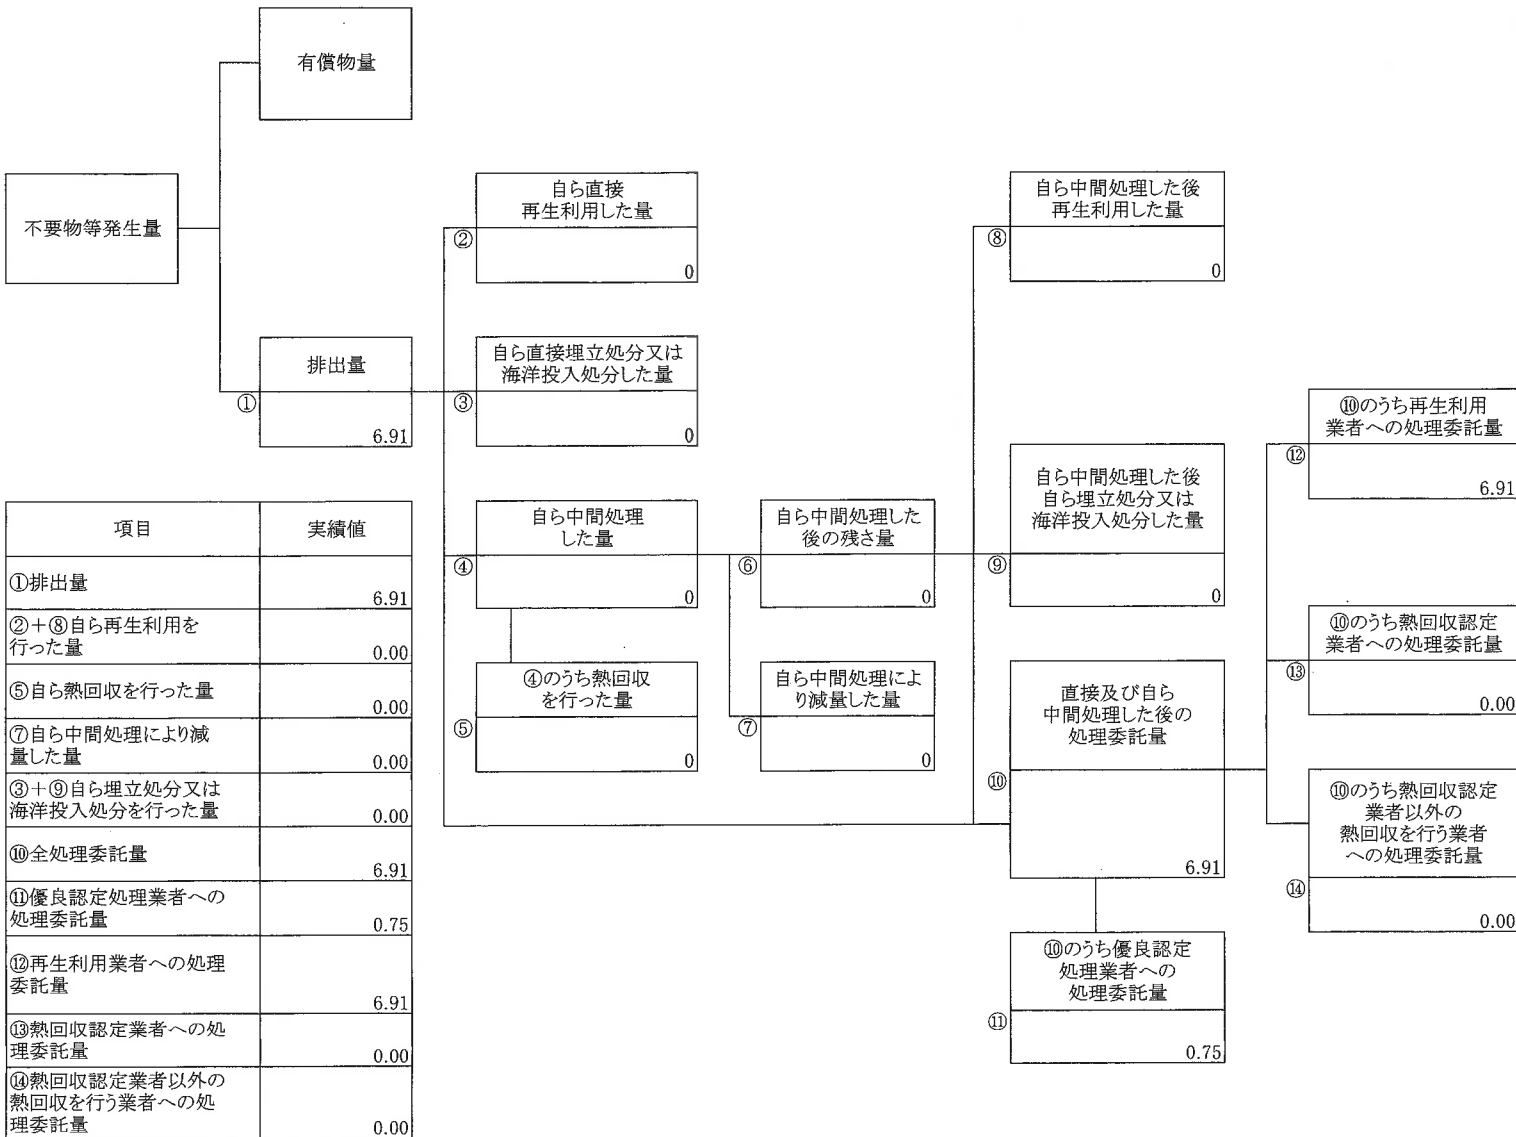 有償物量
不要物等発生量
排出量
①
6.91
自ら直接
再生利用した量
②
0
自ら直接埋立処分又は
海洋投入処分した量
③
0
自ら中間処理
した量
④
0
④のうち熱回収
を行った量
⑤
0
自ら中間処理した
後の残さ量
⑥
0
自ら中間処理によ
り減量した量
⑦
0
自ら中間処理した後
再生利用した量
⑧
0
自ら中間処理した後
自ら埋立処分又は
海洋投入処分した量
⑨
0
直接及び自ら
中間処理した後の
処理委託量
⑩
6.91
⑩のうち優良認定
処理業者への
処理委託量
⑪
0.75
⑩のうち再生利用
業者への処理委託量
⑫
6.91
⑩のうち熱回収認定
業者への処理委託量
⑬
0.00
⑩のうち熱回収認定
業者以外の
熱回収を行う業者
への処理委託量
⑭
0.00
項目 実績値
①排出量
6.91
②+⑧自ら再生利用を
行った量
0.00
⑤自ら熱回収を行った量
0.00
⑦自ら中間処理により減
量した量
0.00
③+⑨自ら埋立処分又は
海洋投入処分を行った量
0.00
⑩全処理委託量
6.91
⑪優良認定処理業者への
処理委託量
0.75
⑫再生利用業者への処理
委託量
6.91
⑬熱回収認定業者への処
理委託量
0.00
⑭熱回収認定業者以外の
熱回収を行う業者への処
理委託量
0.00